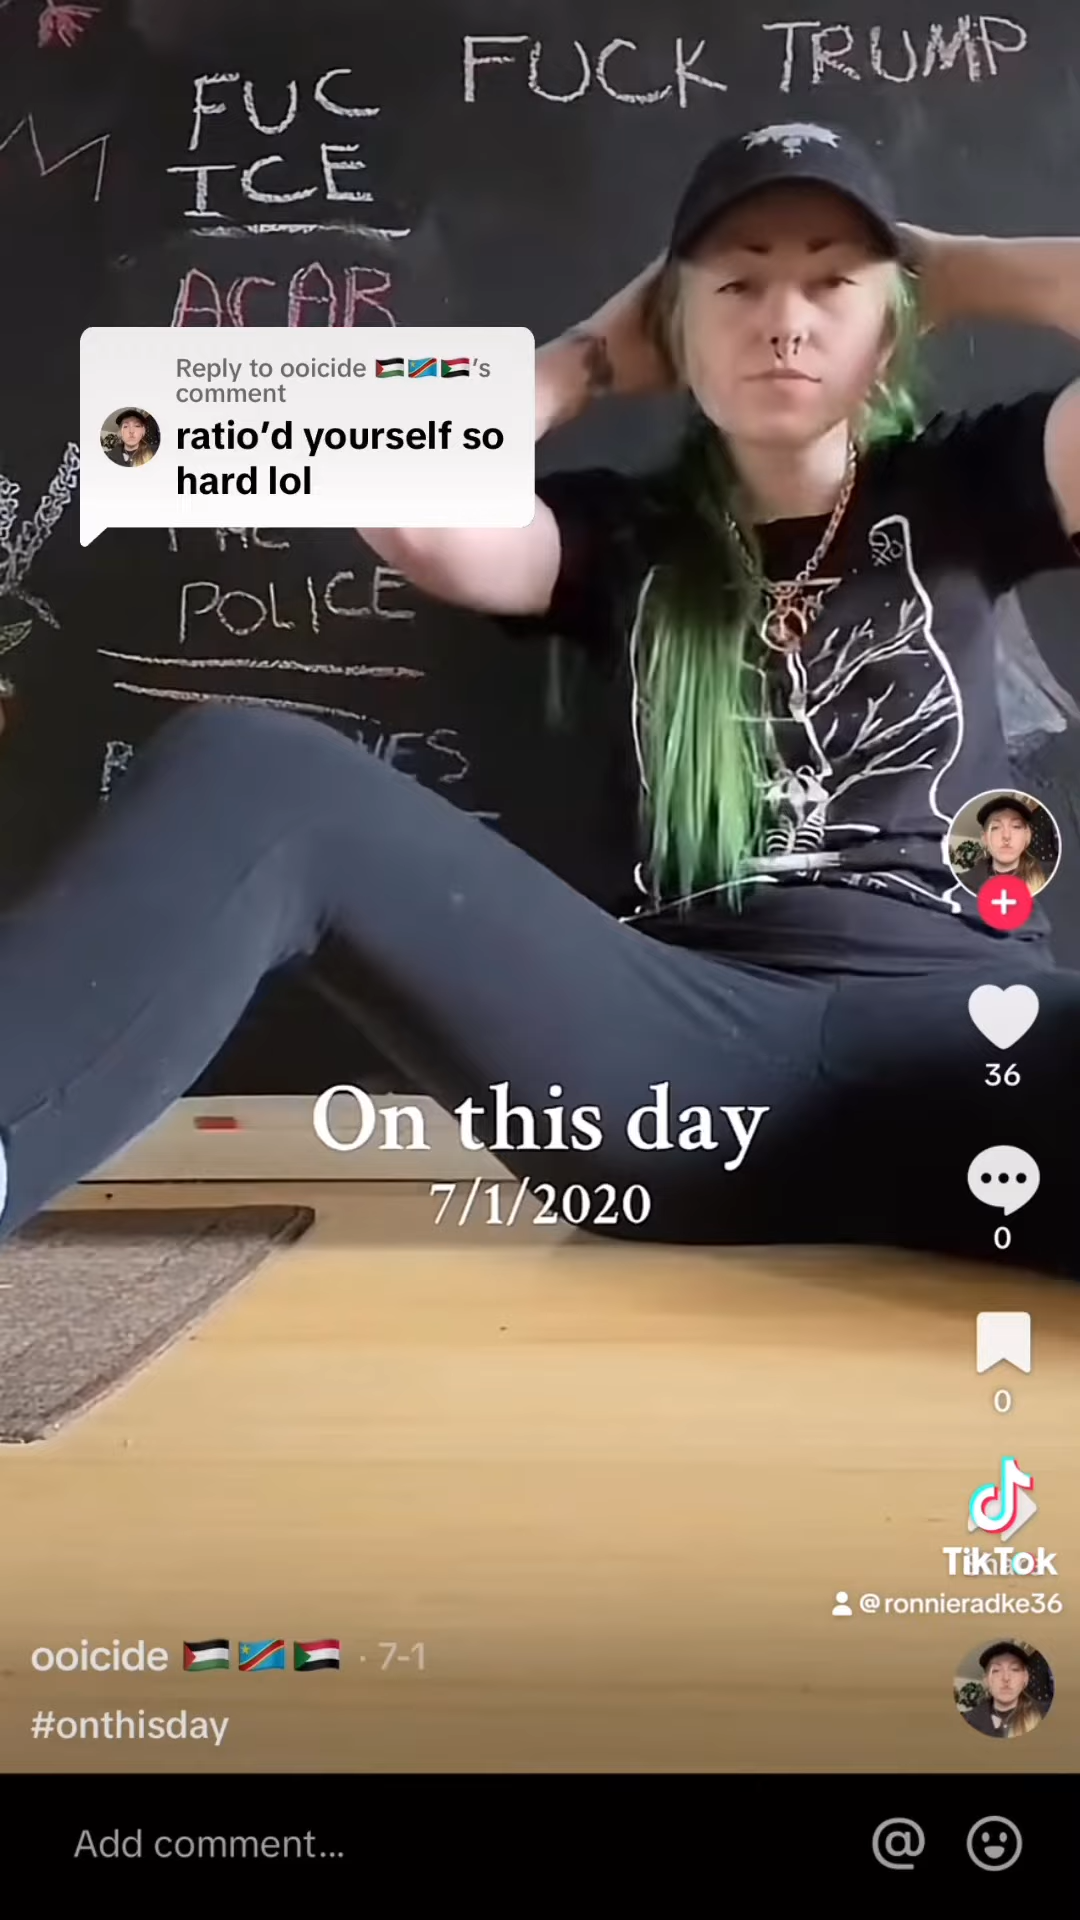 FUCK TRUMP
FUC
ICE
ACAB
Reply to ooicide 🇵🇸🇨🇩🇸🇩's
comment
ratio'd yourself so
hard lol
POLICE
On this day
7/1/2020
36
0
0
TikTok
@ronnieradke36
ooicide 🇵🇸🇨🇩🇸🇩 · 7-1
#onthisday
Add comment...